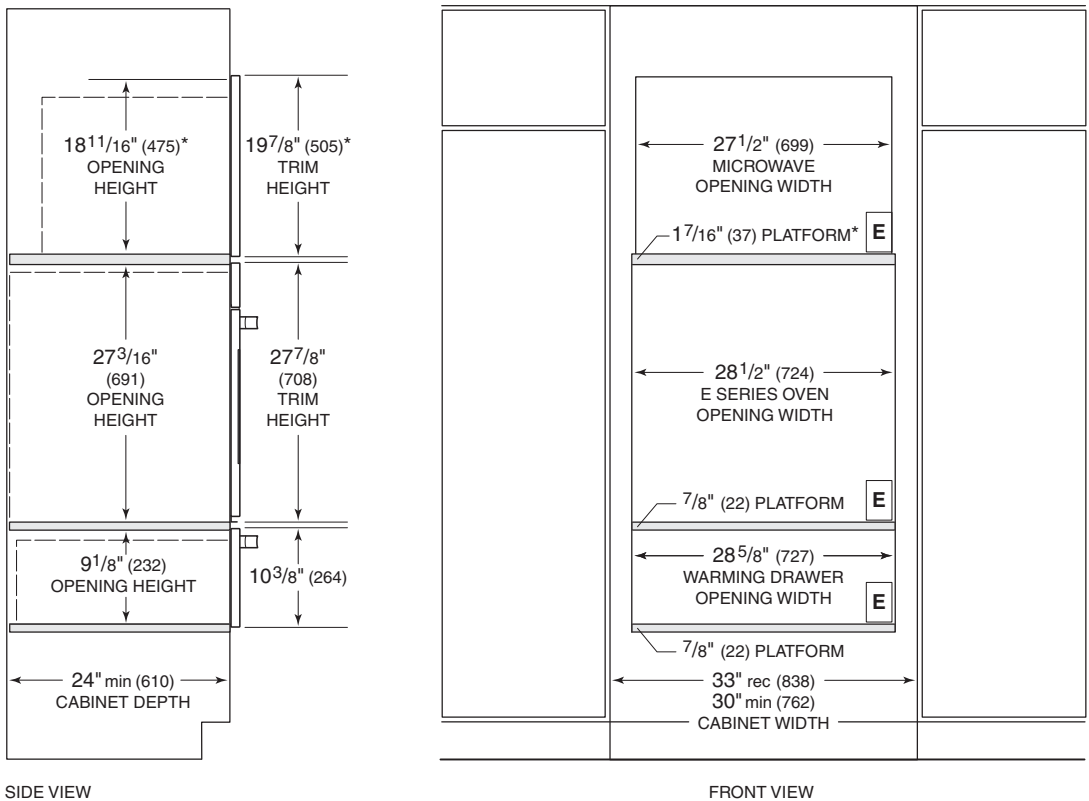 18 11/16" (475)*
OPENING
HEIGHT
19 7/8" (505)*
TRIM
HEIGHT
27 3/16"
(691)
OPENING
HEIGHT
27 7/8"
(708)
TRIM
HEIGHT
9 1/8" (232)
OPENING HEIGHT
10 3/8" (264)
24" min (610)
CABINET DEPTH
SIDE VIEW
27 1/2" (699)
MICROWAVE
OPENING WIDTH
1 7/16" (37) PLATFORM*
E
28 1/2" (724)
E SERIES OVEN
OPENING WIDTH
7/8" (22) PLATFORM
E
28 5/8" (727)
WARMING DRAWER
OPENING WIDTH
E
7/8" (22) PLATFORM
33" rec (838)
30" min (762)
CABINET WIDTH
FRONT VIEW